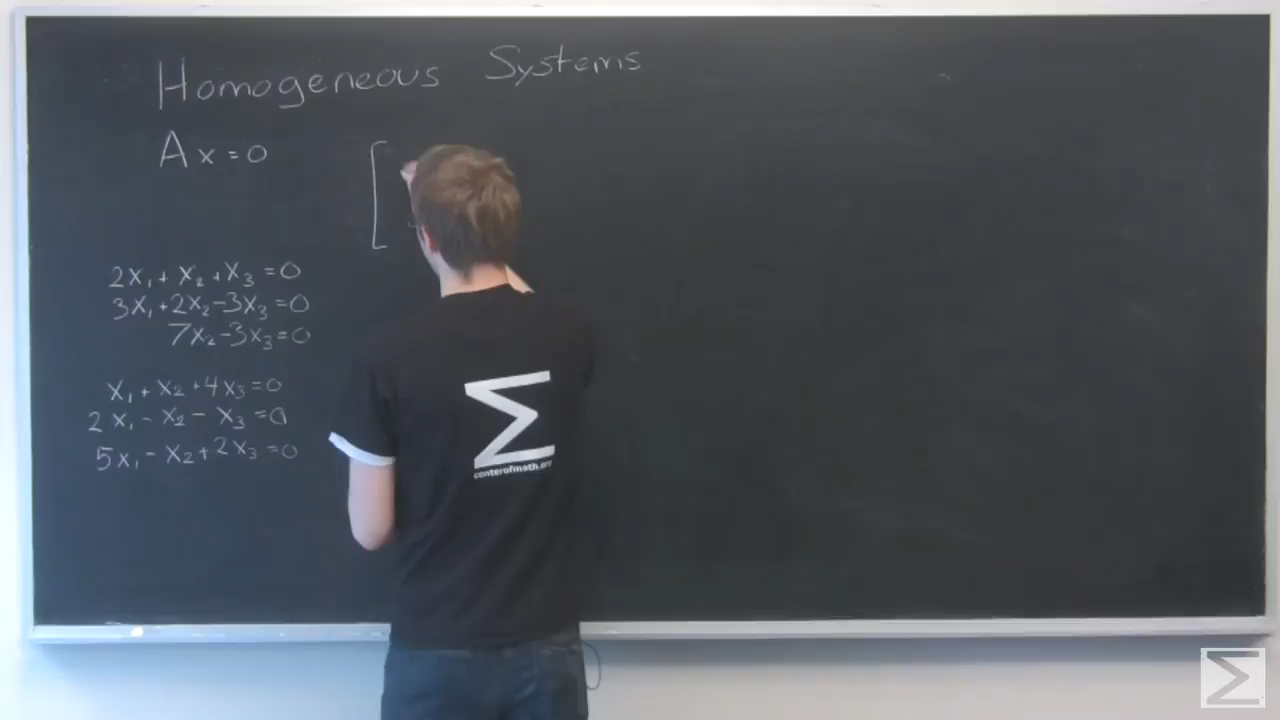 Homogeneous Systems
Ax = 0
2x₁ + x₂ + x₃ = 0
3x₁ + 2x₂ - 3x₃ = 0
7x₂ - 3x₃ = 0
x₁ + x₂ + 4x₃ = 0
2x₁ - x₂ - x₃ = 0
5x₁ - x₂ + 2x₃ = 0
[
Σ
centerofmath.org
Σ